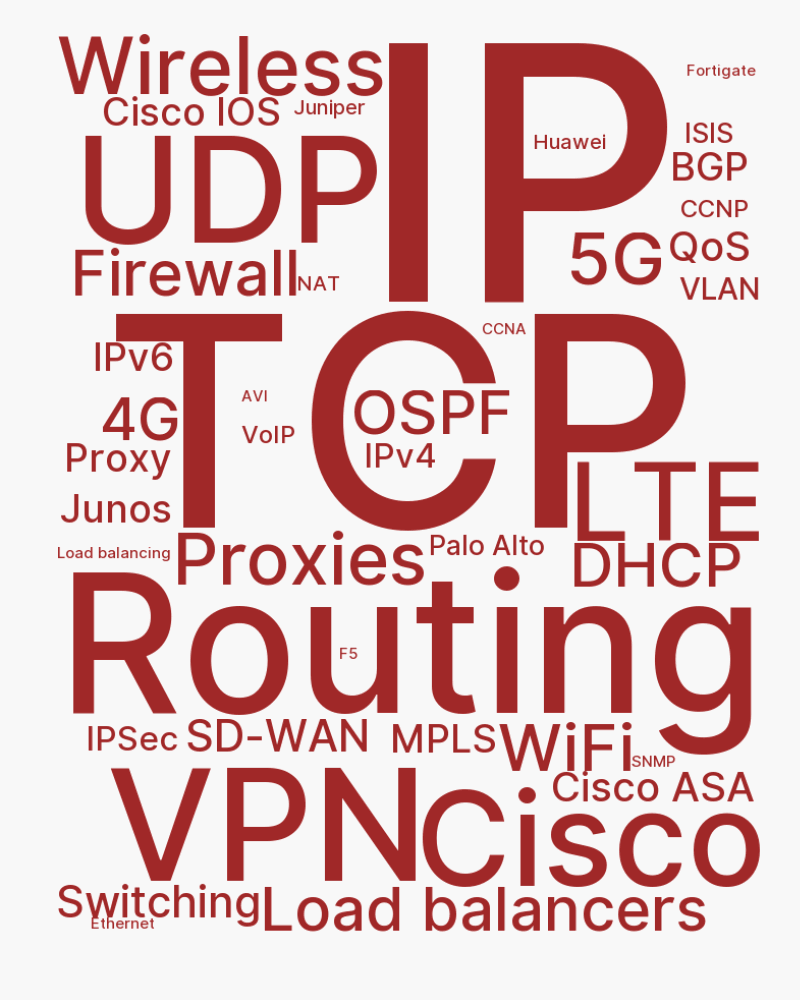 Wireless
IP
Fortigate
Cisco IOS
Juniper
UDP
Huawei
ISIS
BGP
CCNP
5G
QoS
Firewall
NAT
VLAN
TCP
CCNA
IPv6
AVI
4G
OSPF
VoIP
IPv4
Proxy
LTE
Junos
Load balancing
Proxies
Palo Alto
DHCP
Routing
F5
IPSec
SD-WAN
MPLS
WiFi
SNMP
Cisco ASA
VPN
Cisco
Switching
Load balancers
Ethernet